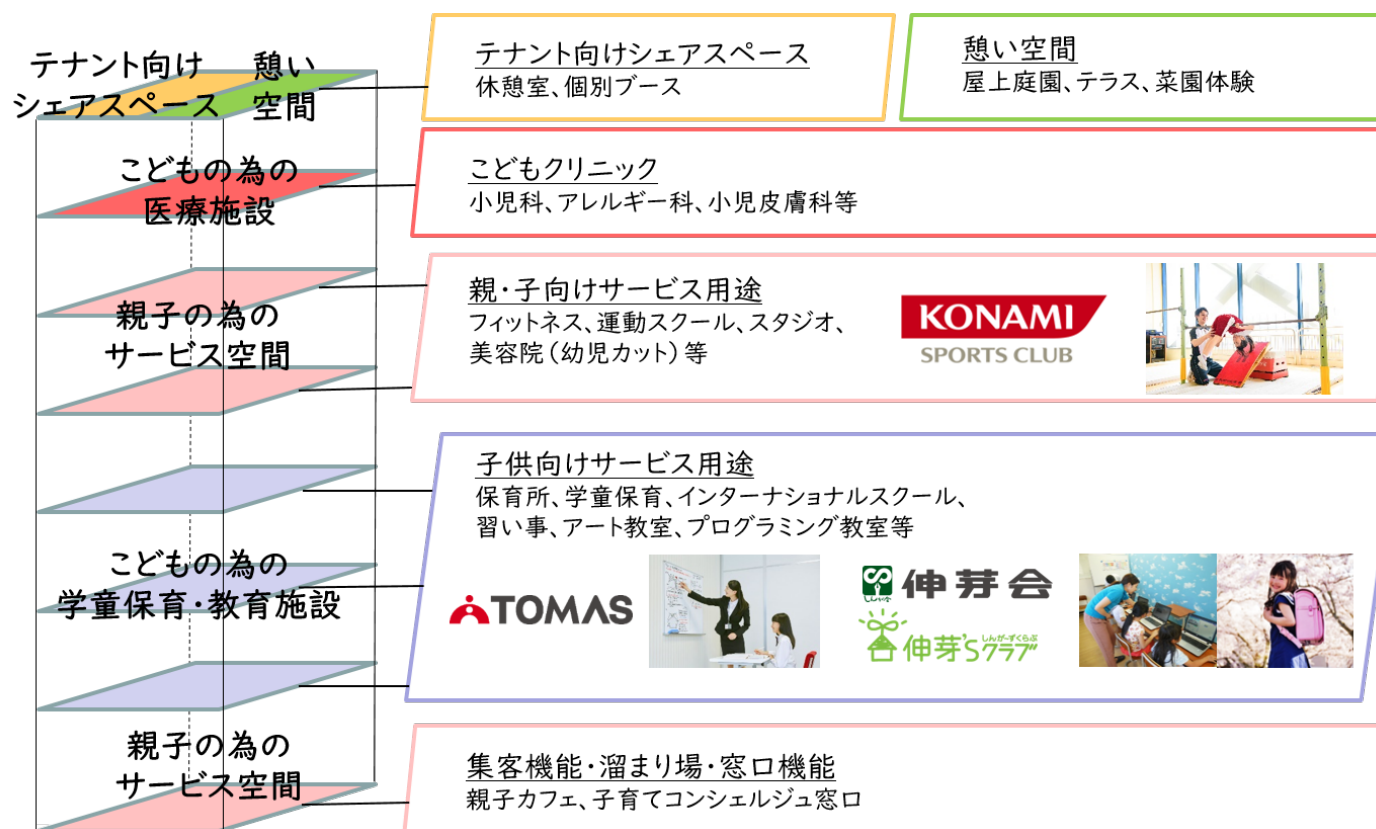 テナント向け
シェアスペース
憩い
空間
テナント向けシェアスペース
休憩室、個別ブース
憩い空間
屋上庭園、テラス、菜園体験
こどもの為の
医療施設
こどもクリニック
小児科、アレルギー科、小児皮膚科等
親子の為の
サービス空間
親・子向けサービス用途
フィットネス、運動スクール、スタジオ、
美容院（幼児カット）等
KONAMI
SPORTS CLUB
こどもの為の
学童保育・教育施設
子供向けサービス用途
保育所、学童保育、インターナショナルスクール、
習い事、アート教室、プログラミング教室等
TOMAS
しんが会
伸芽会
しんが〜ずくらぶ
伸芽'Sクラブ
親子の為の
サービス空間
集客機能・溜まり場・窓口機能
親子カフェ、子育てコンシェルジュ窓口